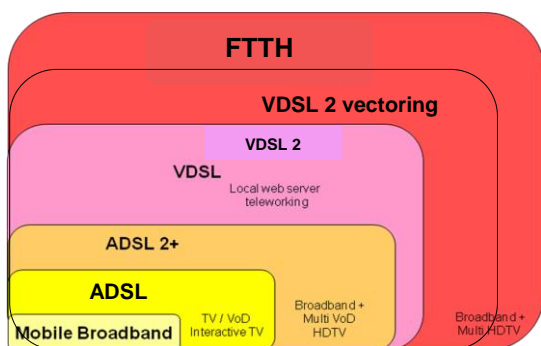 FTTH
VDSL 2 vectoring
VDSL 2
VDSL
Local web server
teleworking
ADSL 2+
ADSL
Mobile Broadband
TV / VoD
Interactive TV
Broadband +
Multi VoD
HDTV
Broadband +
Multi HDTV